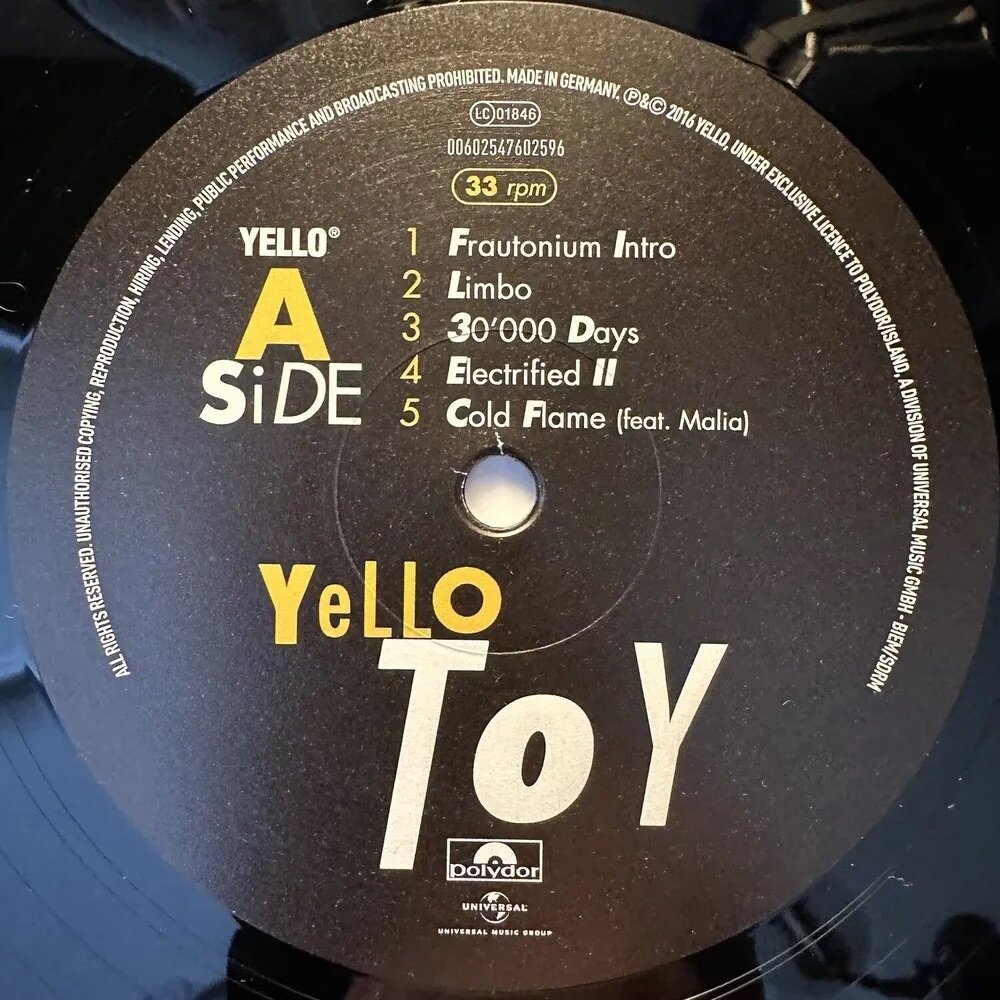 ALL RIGHTS RESERVED. UNAUTHORISED COPYING, REPRODUCTION, HIRING, LENDING, PUBLIC PERFORMANCE AND BROADCASTING PROHIBITED. MADE IN GERMANY. ℗&© 2016 YELLO, UNDER EXCLUSIVE LICENCE TO POLYDOR/ISLAND, A DIVISION OF UNIVERSAL MUSIC GMBH - BIEM/SDRM
LC 01846
00602547602596
33 rpm
YELLO®
A
SiDE
1 Frautonium Intro
2 Limbo
3 30'000 Days
4 Electrified II
5 Cold Flame (feat. Malia)
YeLLO
ToY
polydor
UNIVERSAL
UNIVERSAL MUSIC GROUP